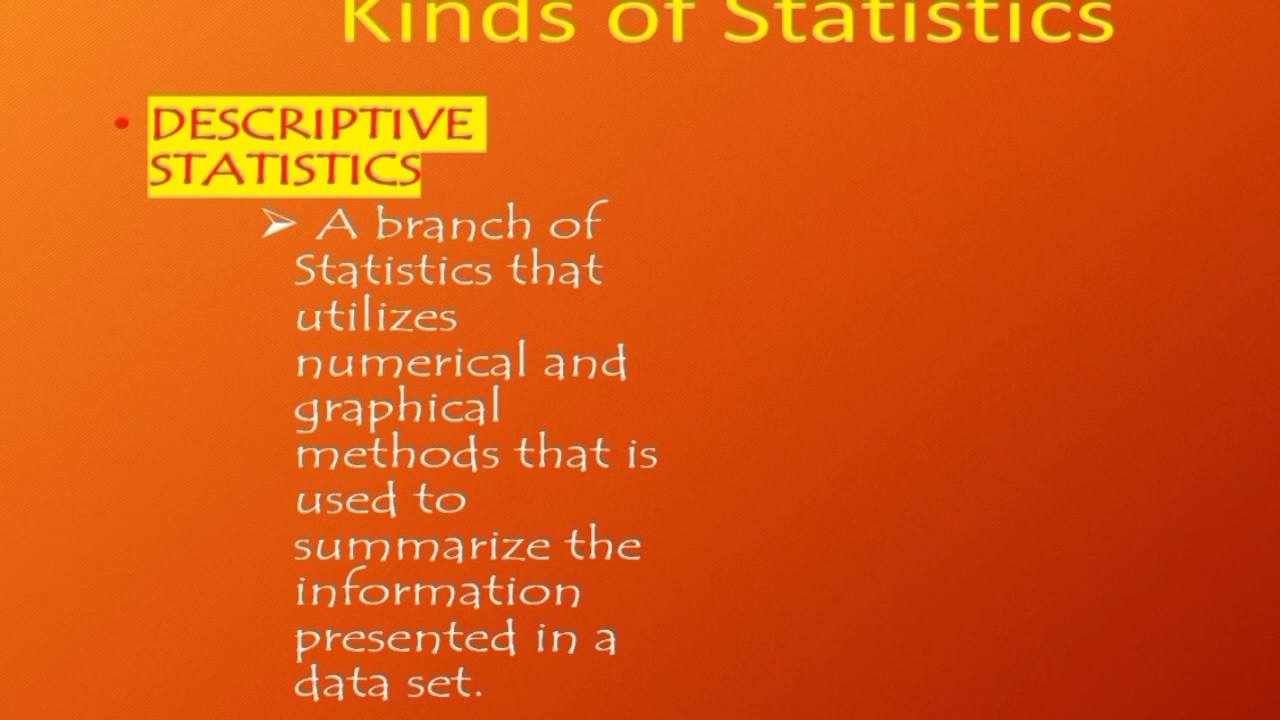 Kinds of Statistics
• DESCRIPTIVE
STATISTICS
➢ A branch of
Statistics that
utilizes
numerical and
graphical
methods that is
used to
summarize the
information
presented in a
data set.